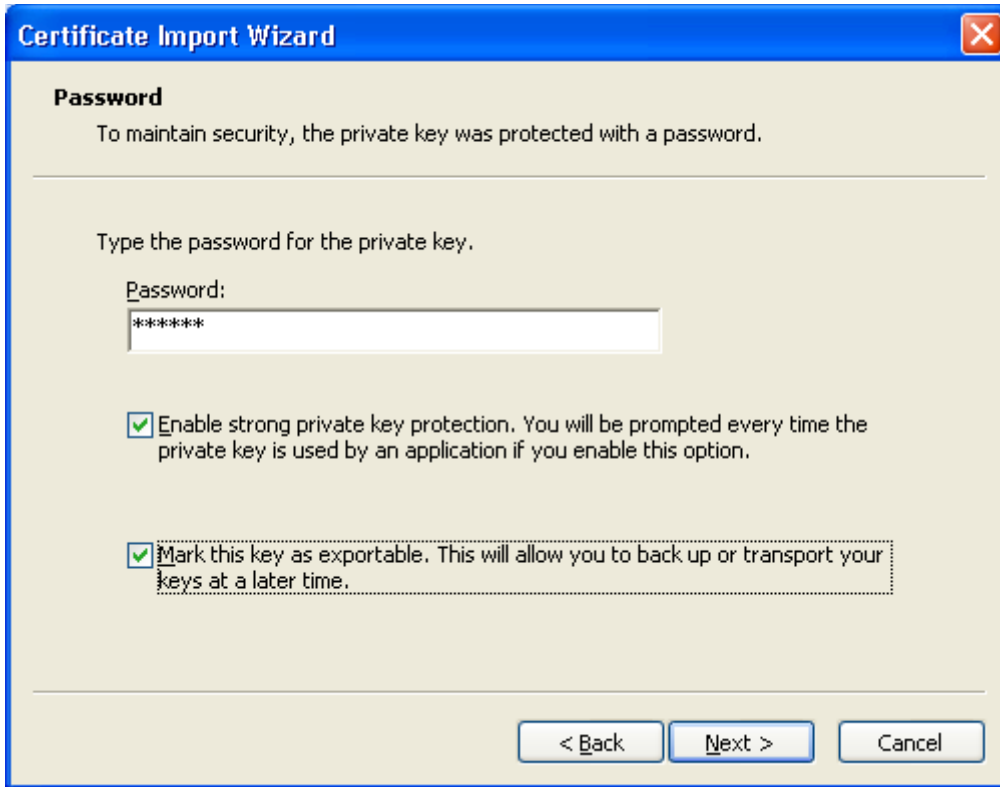 Certificate Import Wizard
Password
To maintain security, the private key was protected with a password.
Type the password for the private key.
Password:
******
Enable strong private key protection. You will be prompted every time the
private key is used by an application if you enable this option.
Mark this key as exportable. This will allow you to back up or transport your
keys at a later time.
< Back Next > Cancel